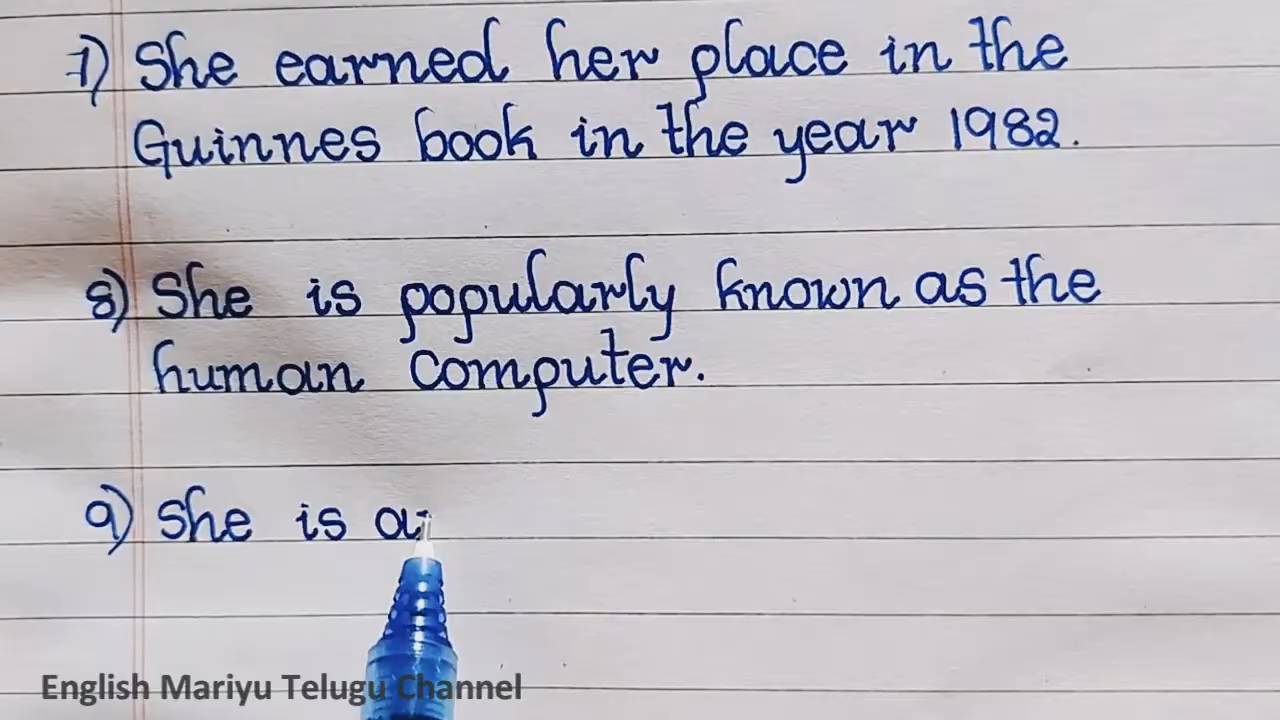 7) She earned her place in the
Guinnes book in the year 1982.
8) She is popularly known as the
human computer.
9) She is a
English Mariyu Telugu Channel